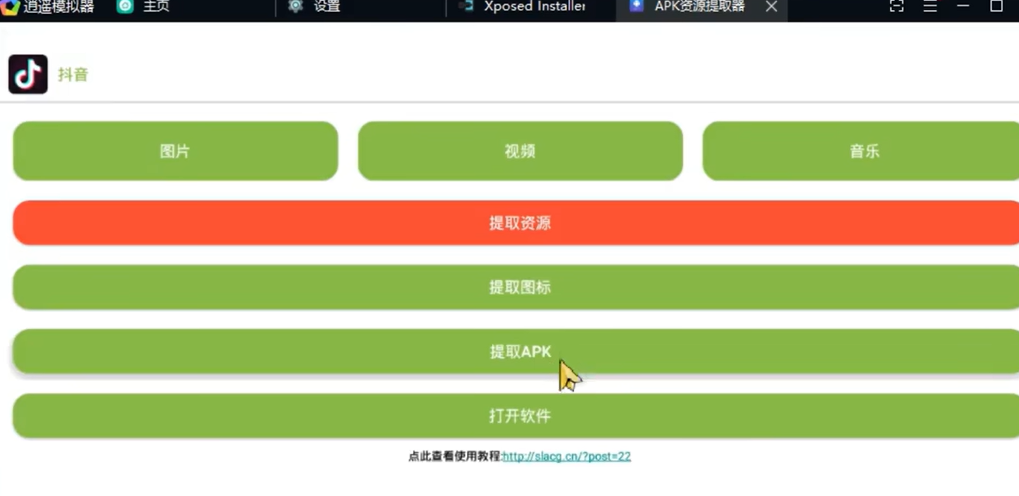 逍遥模拟器 主页 设置 Xposed Installer APK资源提取器
抖音
图片 视频 音乐
提取资源
提取图标
提取APK
打开软件
点此查看使用教程:http://slacg.cn/?post=22